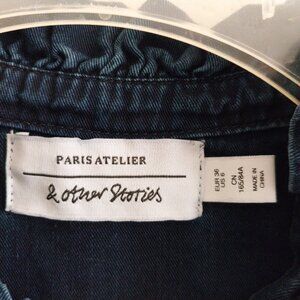 PARIS ATELIER
& other Stories
EUR 36
US 6
CN
165/84A
MADE IN
CHINA